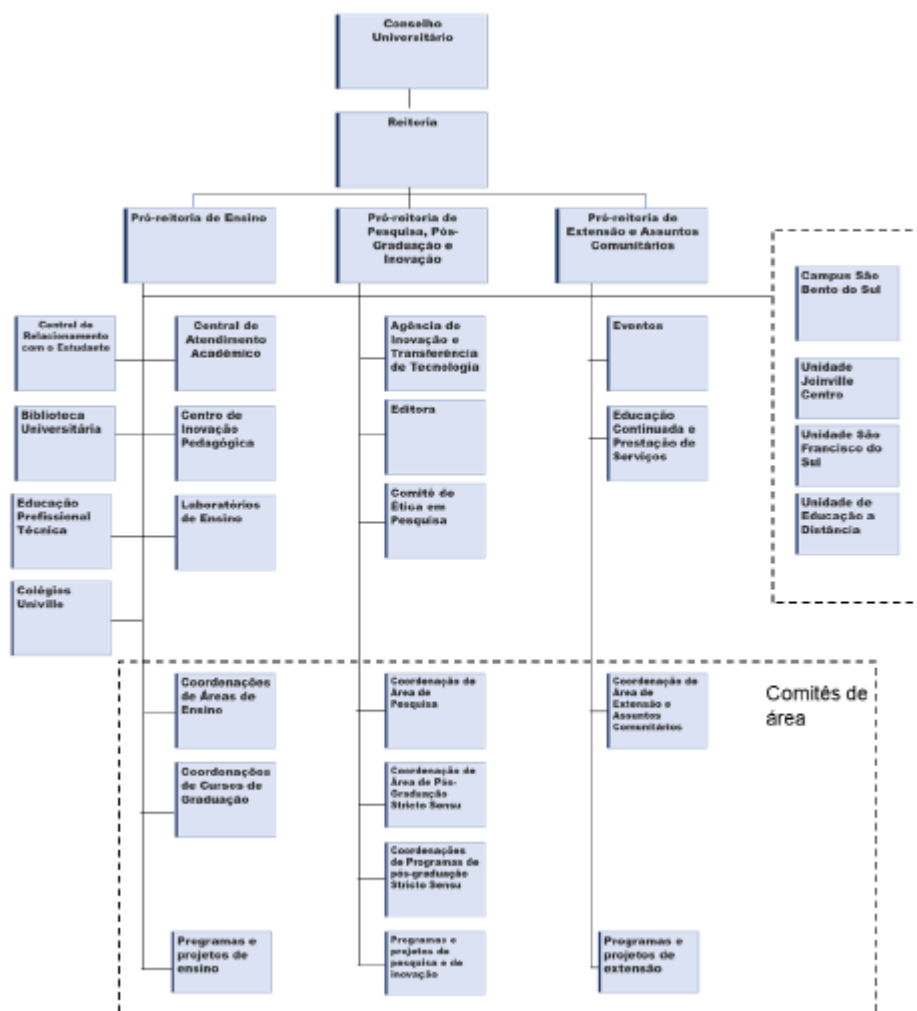 Conselho
Universitário
Reitoria
Pró-reitoria de Ensino
Pró-reitoria de
Pesquisa, Pós-
Graduação e
Inovação
Pró-reitoria de
Extensão e Assuntos
Comunitários
Campus São
Bento do Sul
Unidade
Joinville
Centro
Unidade São
Francisco do
Sul
Unidade de
Educação a
Distância
Central de
Relacionamento
com o Estudante
Central de
Atendimento
Acadêmico
Agência de
Inovação e
Transferência
de Tecnologia
Eventos
Biblioteca
Universitária
Centro de
Inovação
Pedagógica
Editora
Educação
Continuada e
Prestação de
Serviços
Educação
Profissional
Técnica
Laboratórios
de Ensino
Comitê de
Ética em
Pesquisa
Colégios
Univille
Comitês de
área
Coordenações
de Áreas de
Ensino
Coordenação de
Área de
Pesquisa
Coordenação de
Área de
Extensão e
Assuntos
Comunitários
Coordenações
de Cursos de
Graduação
Coordenação de
Área de Pós-
Graduação
Stricto Sensu
Coordenações
de Programas de
pós-graduação
Stricto Sensu
Programas e
projetos de
ensino
Programas e
projetos de
pesquisa e de
inovação
Programas e
projetos de
extensão